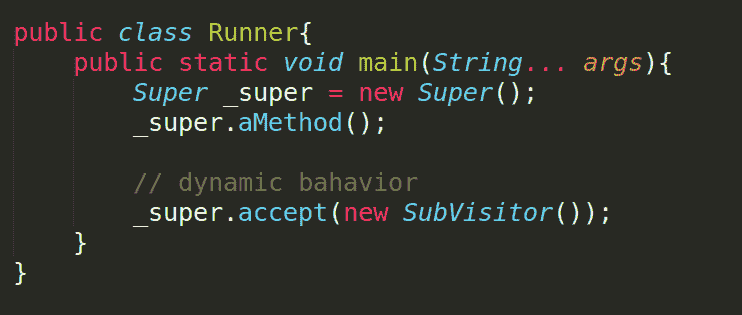 public class Runner{
    public static void main(String... args){
        Super _super = new Super();
        _super.aMethod();

        // dynamic bahavior
        _super.accept(new SubVisitor());
    }
}